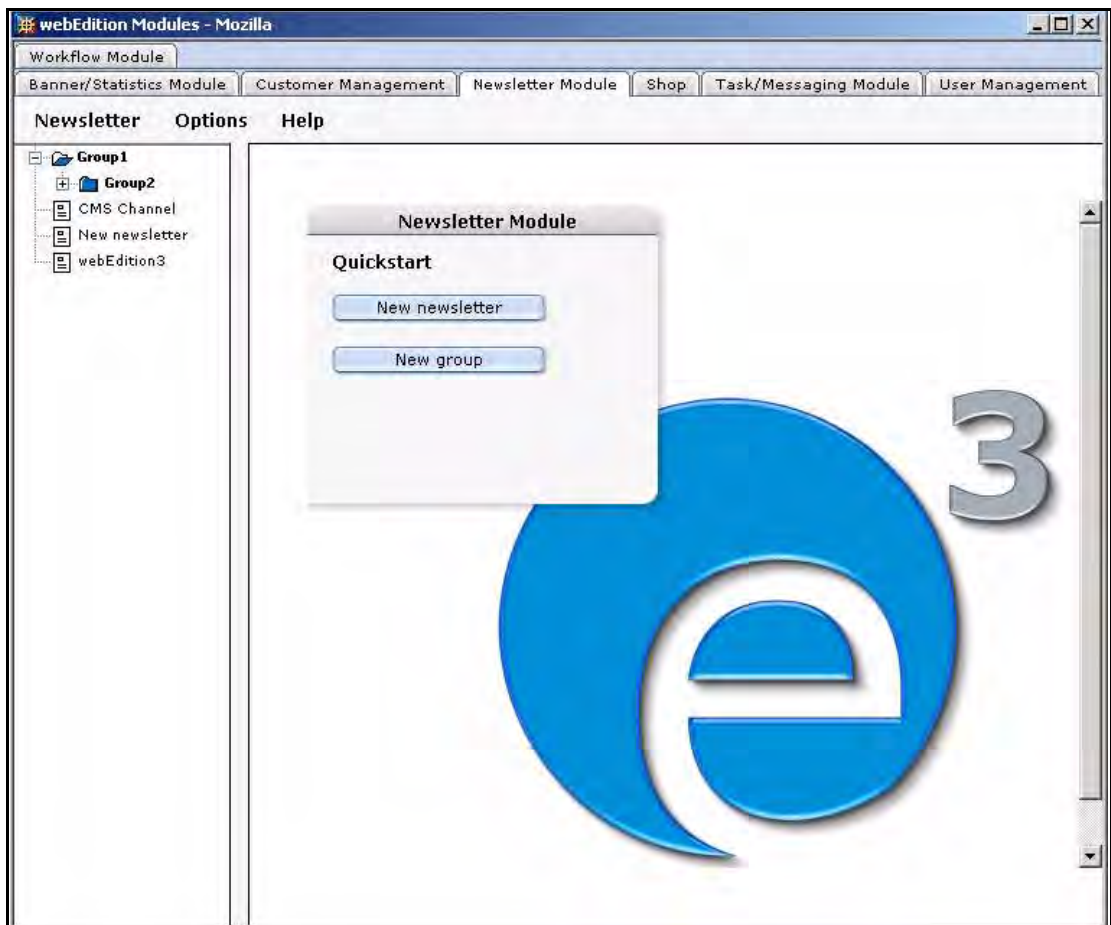 webEdition Modules - Mozilla
Workflow Module
Banner/Statistics Module Customer Management Newsletter Module Shop Task/Messaging Module User Management
Newsletter Options Help
Group1
Group2
CMS Channel
New newsletter
webEdition3
Newsletter Module
Quickstart
New newsletter
New group
e 3